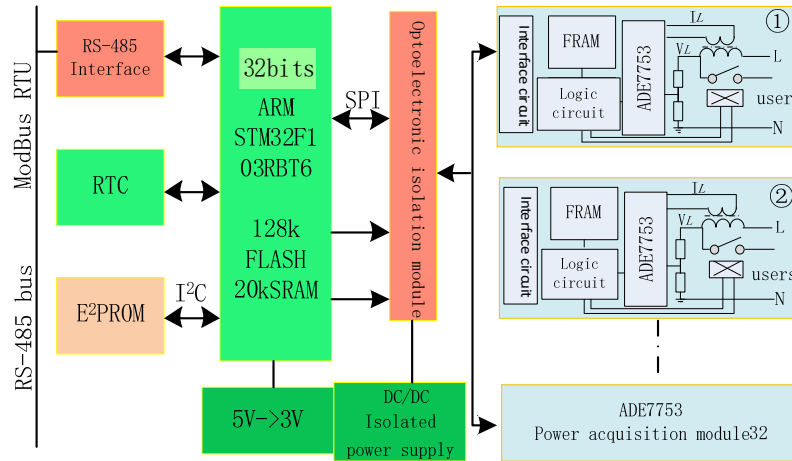 ModBus RTU
RS-485 bus
RS-485
Interface
RTC
E²PROM
I²C
32bits
ARM
STM32F1
03RBT6
128k
FLASH
20kSRAM
SPI
Optoelectronic isolation module
5V->3V
DC/DC
Isolated
power supply
①
Interface circuit
FRAM
Logic
circuit
ADE7753
IL
VL
L
users
N
②
Interface circuit
FRAM
Logic
circuit
ADE7753
IL
VL
L
users
N
ADE7753
Power acquisition module32